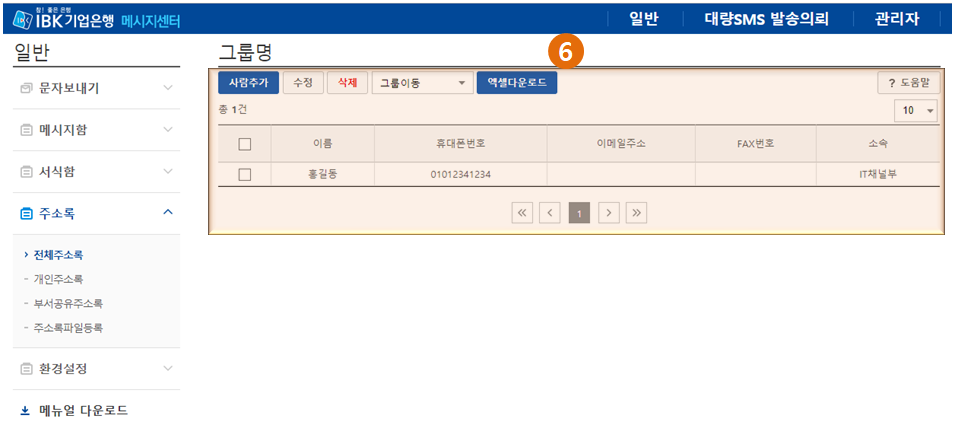 참! 좋은 은행
IBK기업은행 메시지센터
일반 대량SMS 발송의뢰 관리자
일반
문자보내기
메시지함
서식함
주소록
전체주소록
개인주소록
부서공유주소록
주소록파일등록
환경설정
메뉴얼 다운로드
그룹명
6
사람추가 수정 삭제 그룹이동 엑셀다운로드 ? 도움말
총 1건 10
이름 휴대폰번호 이메일주소 FAX번호 소속
홍길동 01012341234 IT채널부
1